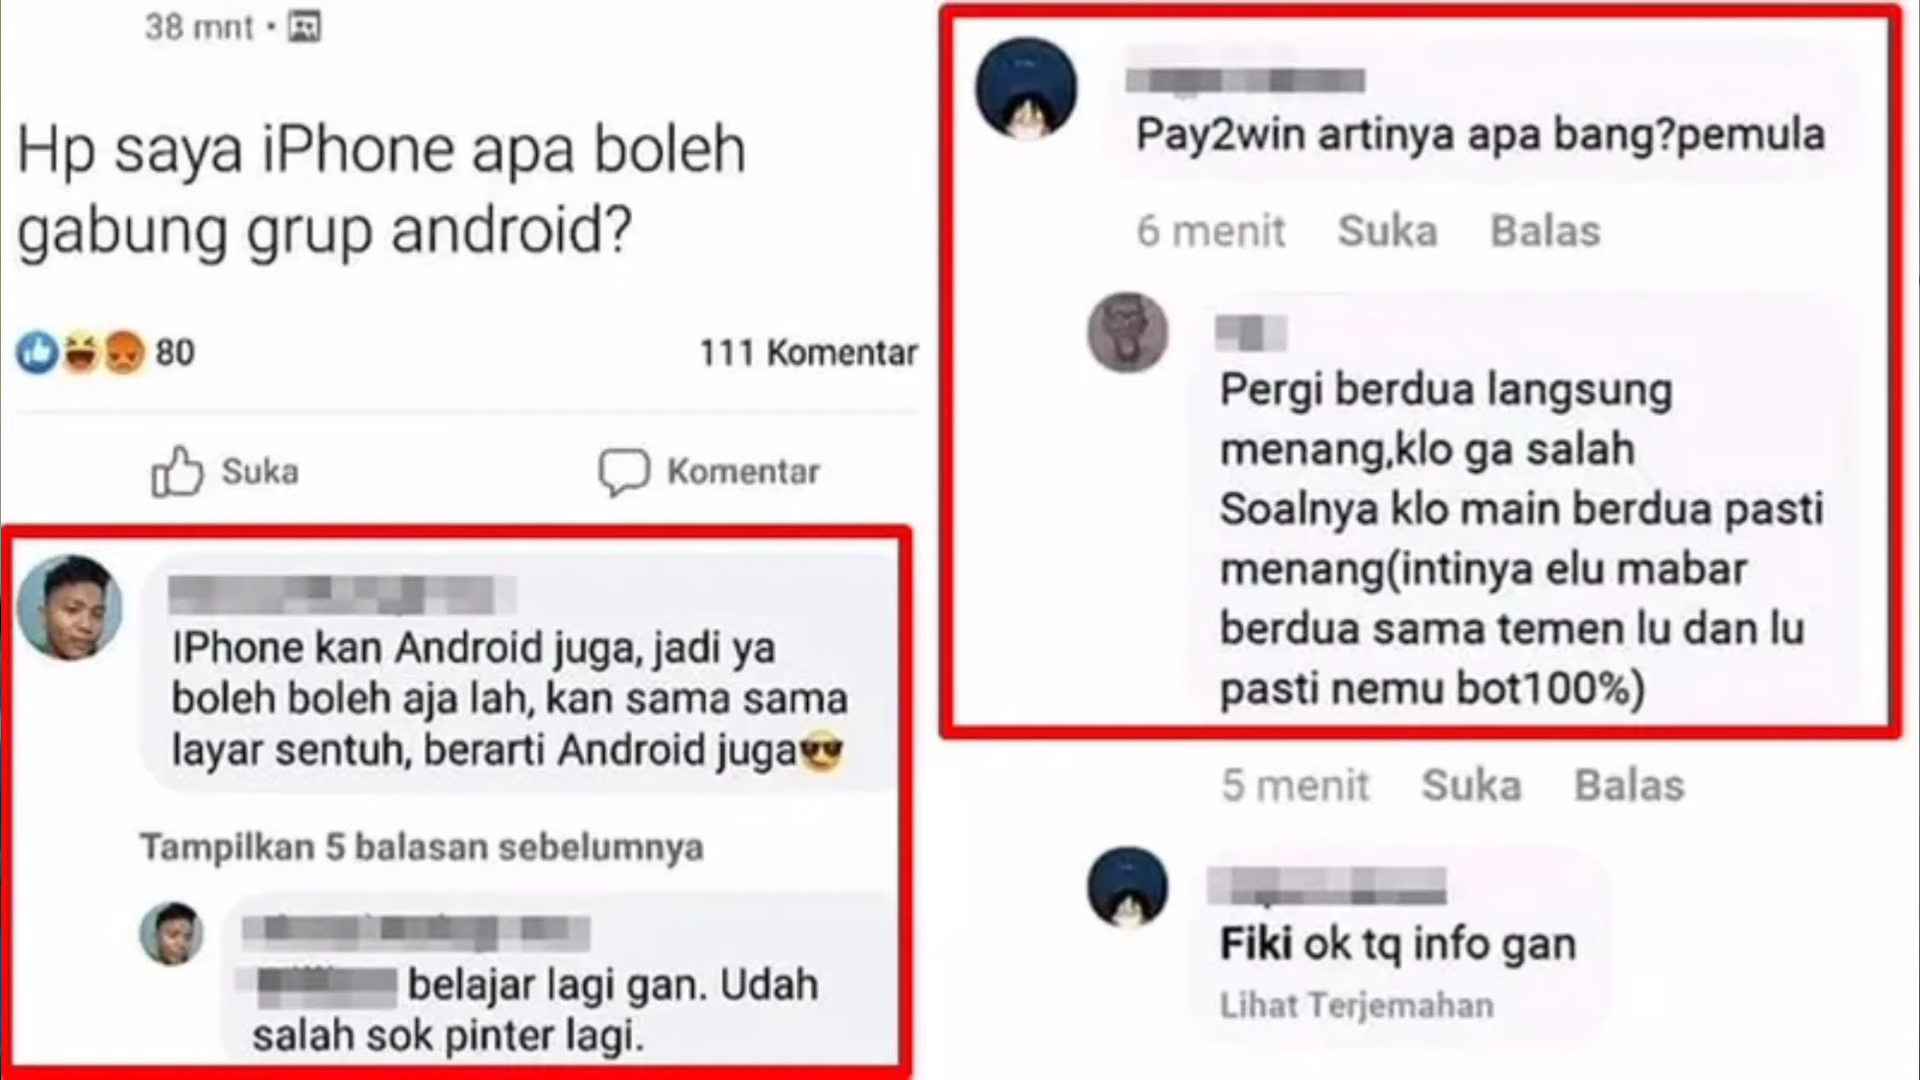 38 mnt •
Hp saya iPhone apa boleh
gabung grup android?
80
111 Komentar
Suka
Komentar
IPhone kan Android juga, jadi ya
boleh boleh aja lah, kan sama sama
layar sentuh, berarti Android juga😎
Tampilkan 5 balasan sebelumnya
belajar lagi gan. Udah
salah sok pinter lagi.
Pay2win artinya apa bang?pemula
6 menit Suka Balas
Pergi berdua langsung
menang,klo ga salah
Soalnya klo main berdua pasti
menang(intinya elu mabar
berdua sama temen lu dan lu
pasti nemu bot100%)
5 menit Suka Balas
Fiki ok tq info gan
Lihat Terjemahan